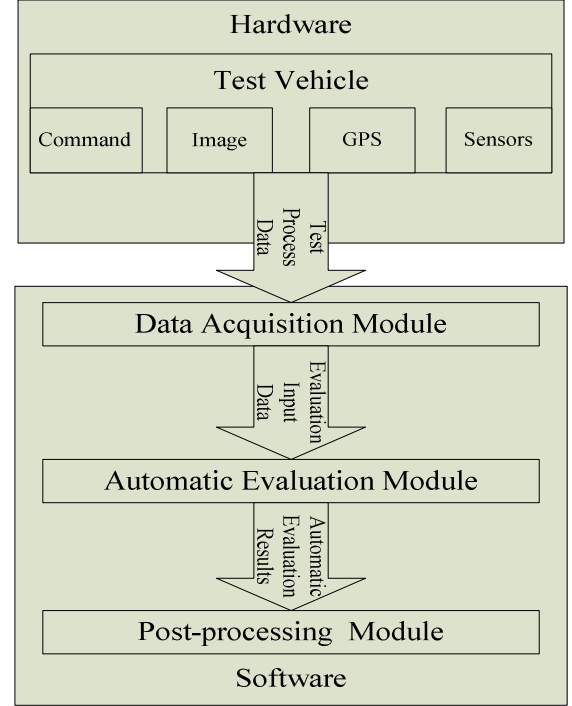 Hardware
Test Vehicle
Command
Image
GPS
Sensors
Test
Process
Data
Data Acquisition Module
Evaluation
Input
Data
Automatic Evaluation Module
Automatic
Evaluation
Results
Post-processing Module
Software